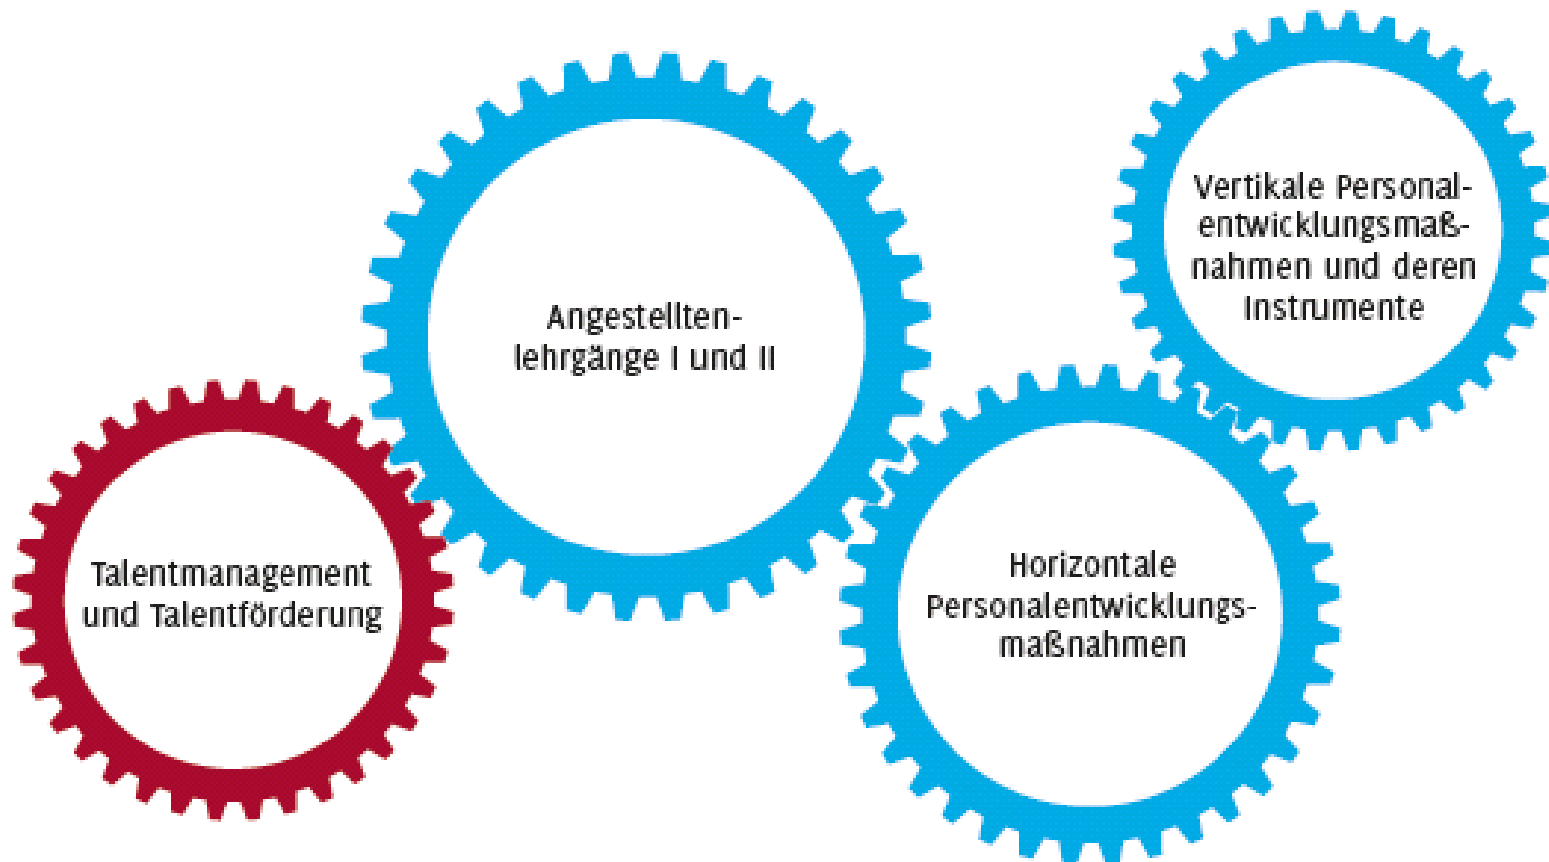 Talentmanagement
und Talentförderung
Angestellten-
lehrgänge I und II
Horizontale
Personalentwicklungs-
maßnahmen
Vertikale Personal-
entwicklungsmaß-
nahmen und deren
Instrumente